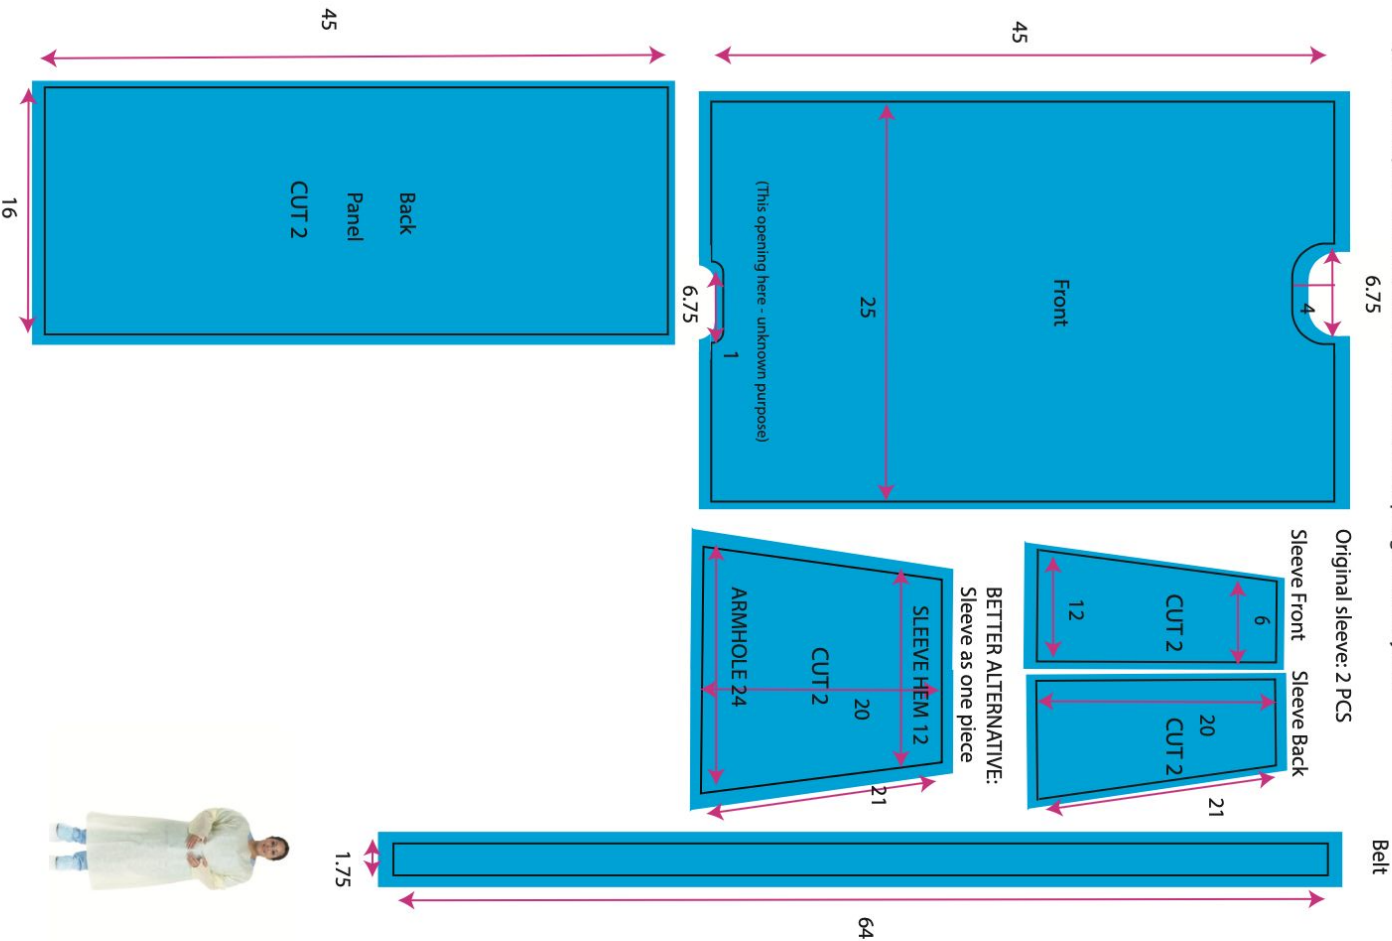 6.75
Belt
Original sleeve: 2 PCS
4
Sleeve Front
Sleeve Back
6
45
20
21
CUT 2
CUT 2
Front
12
BETTER ALTERNATIVE:
Sleeve as one piece
SLEEVE HEM 12
25
20
21
64
CUT 2
(This opening here - unknown purpose)
ARMHOLE 24
1
6.75
Back
Panel
CUT 2
45
1.75
16